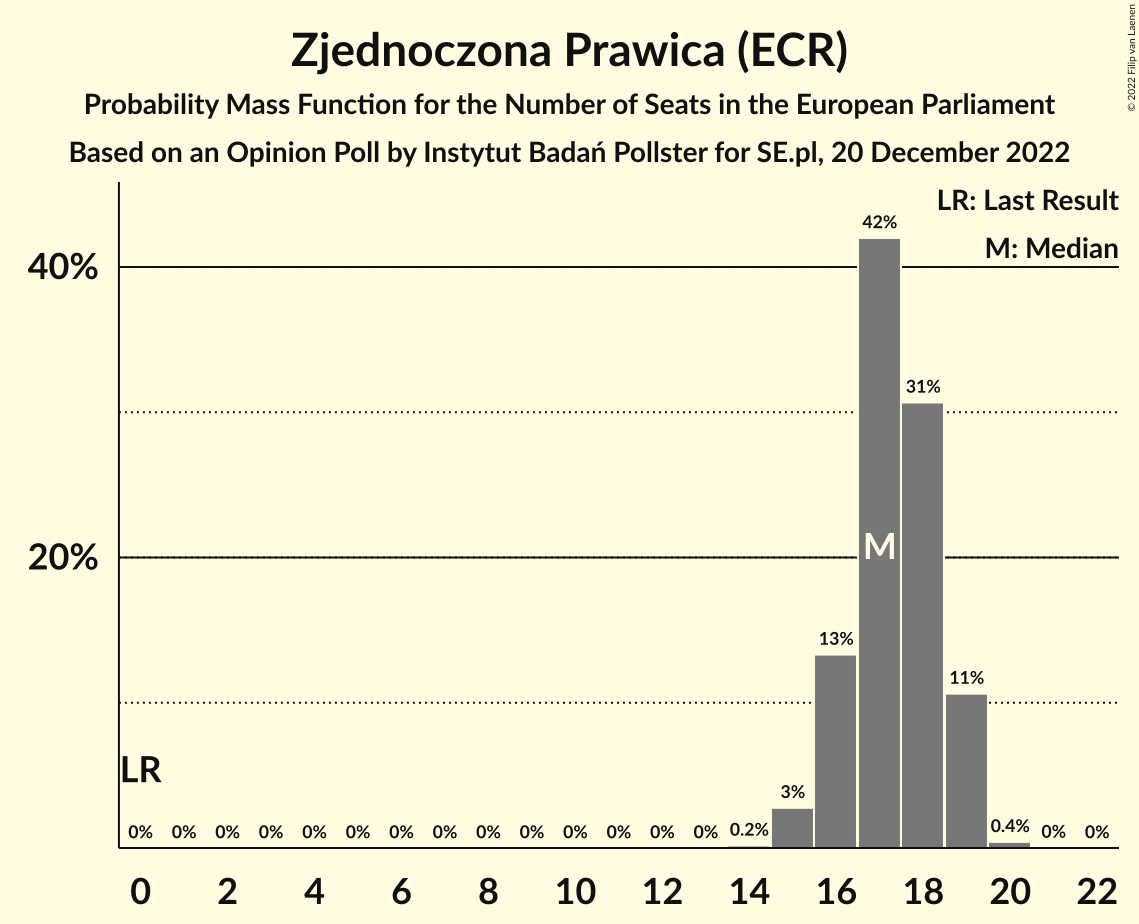 Zjednoczona Prawica (ECR)
Probability Mass Function for the Number of Seats in the European Parliament
Based on an Opinion Poll by Instytut Badań Pollster for SE.pl, 20 December 2022
© 2022 Filip van Laenen
LR: Last Result
M: Median
42%
40%
31%
20%
M
13%
11%
LR
3%
0% 0% 0% 0% 0% 0% 0% 0% 0% 0% 0% 0% 0% 0% 0.2% 0.4% 0% 0%
0 2 4 6 8 10 12 14 16 18 20 22